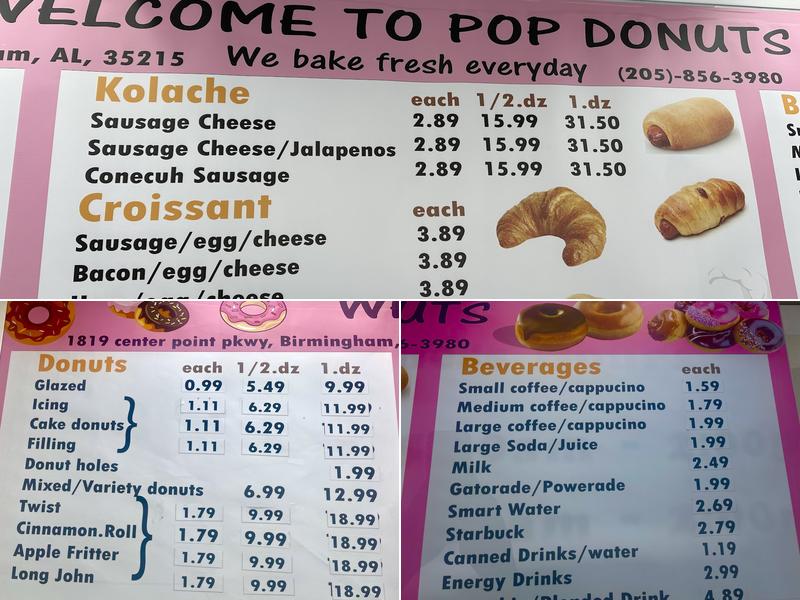 WELCOME TO POP DONUTS
am, AL, 35215 We bake fresh everyday (205)-856-3980
Kolache each 1/2.dz 1.dz
Sausage Cheese 2.89 15.99 31.50
Sausage Cheese/Jalapenos 2.89 15.99 31.50
Conecuh Sausage 2.89 15.99 31.50
Croissant each
Sausage/egg/cheese 3.89
Bacon/egg/cheese 3.89
/egg/cheese 3.89
1819 center point pkwy, Birmingham,
Donuts each 1/2.dz 1.dz
Glazed 0.99 5.49 9.99
Icing 1.11 6.29 11.99
Cake donuts 1.11 6.29 11.99
Filling 1.11 6.29 11.99
Donut holes 1.99
Mixed/Variety donuts 6.99 12.99
Twist 1.79 9.99 18.99
Cinnamon.Roll 1.79 9.99 18.99
Apple Fritter 1.79 9.99 18.99
Long John 1.79 9.99 18.99
UTS
6-3980
Beverages each
Small coffee/cappucino 1.59
Medium coffee/cappucino 1.79
Large coffee/cappucino 1.99
Large Soda/Juice 1.99
Milk 2.49
Gatorade/Powerade 1.99
Smart Water 2.69
Starbuck 2.79
Canned Drinks/water 1.19
Energy Drinks 2.99
Drink 4.89